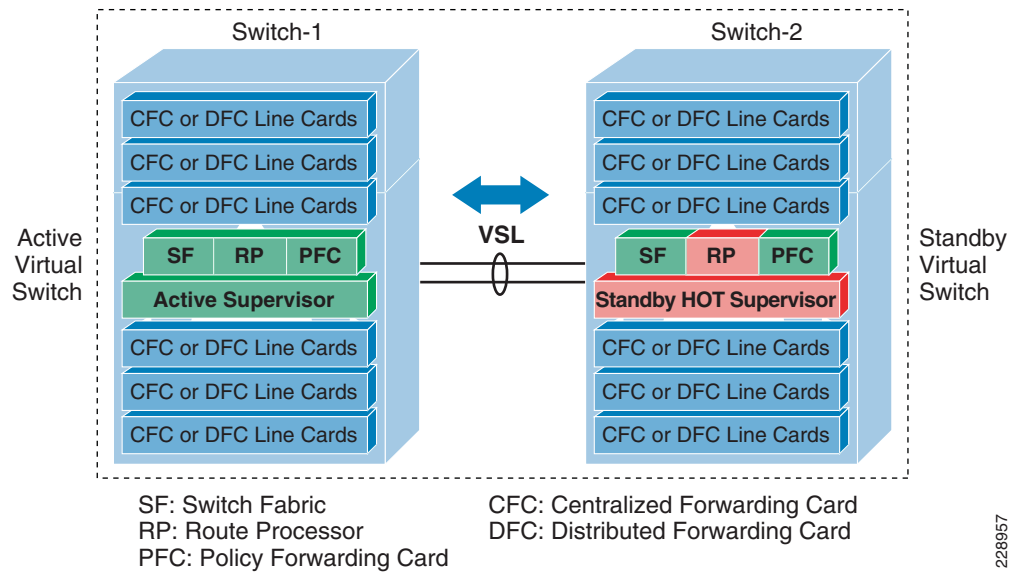 Switch-1
Switch-2
CFC or DFC Line Cards
CFC or DFC Line Cards
CFC or DFC Line Cards
CFC or DFC Line Cards
CFC or DFC Line Cards
CFC or DFC Line Cards
Active
Virtual
Switch
SF RP PFC
Active Supervisor
VSL
SF RP PFC
Standby HOT Supervisor
Standby
Virtual
Switch
CFC or DFC Line Cards
CFC or DFC Line Cards
CFC or DFC Line Cards
CFC or DFC Line Cards
CFC or DFC Line Cards
CFC or DFC Line Cards
SF: Switch Fabric
RP: Route Processor
PFC: Policy Forwarding Card
CFC: Centralized Forwarding Card
DFC: Distributed Forwarding Card
228957